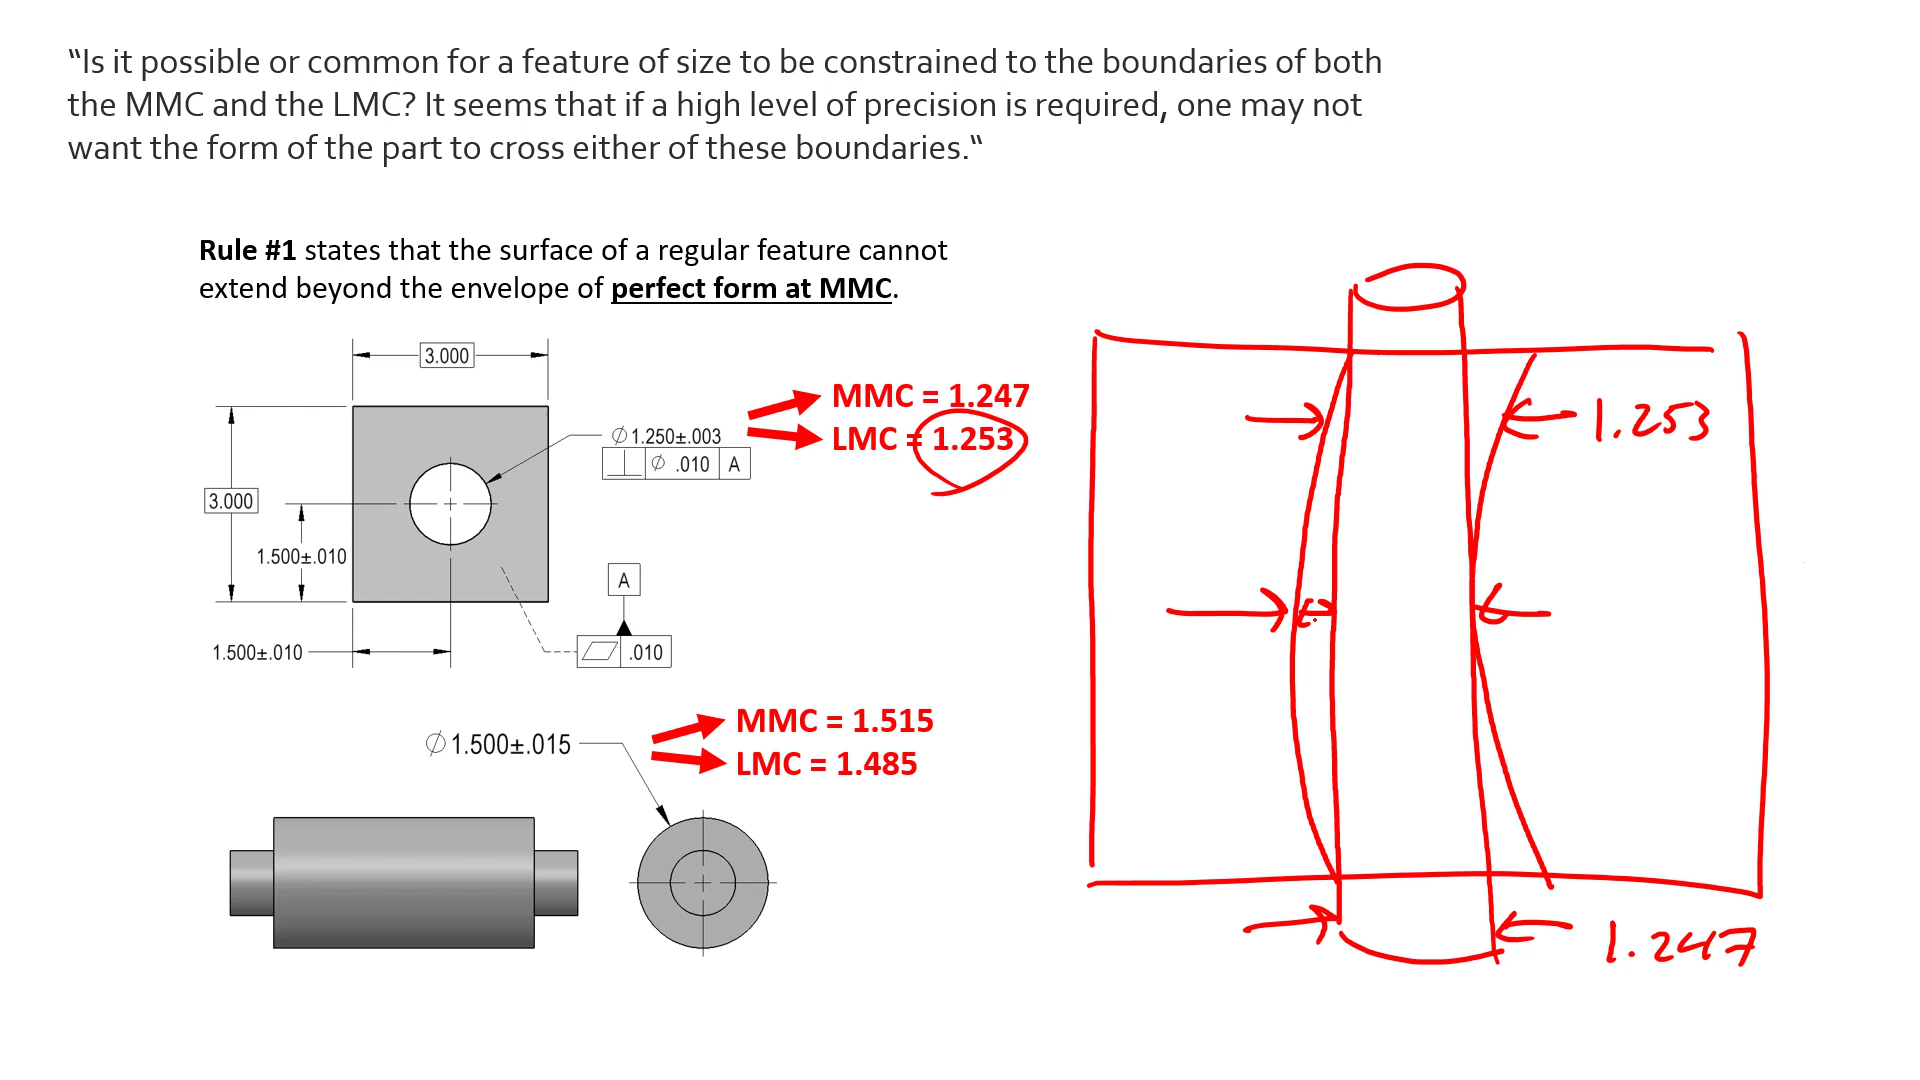 “Is it possible or common for a feature of size to be constrained to the boundaries of both
the MMC and the LMC? It seems that if a high level of precision is required, one may not
want the form of the part to cross either of these boundaries.“
Rule #1 states that the surface of a regular feature cannot
extend beyond the envelope of perfect form at MMC.
3.000
MMC = 1.247
LMC = 1.253
1.253
∅1.250±.003
⊥ ∅ .010 A
3.000
1.500±.010
A
1.500±.010
⏥ .010
MMC = 1.515
∅1.500±.015
LMC = 1.485
1.247